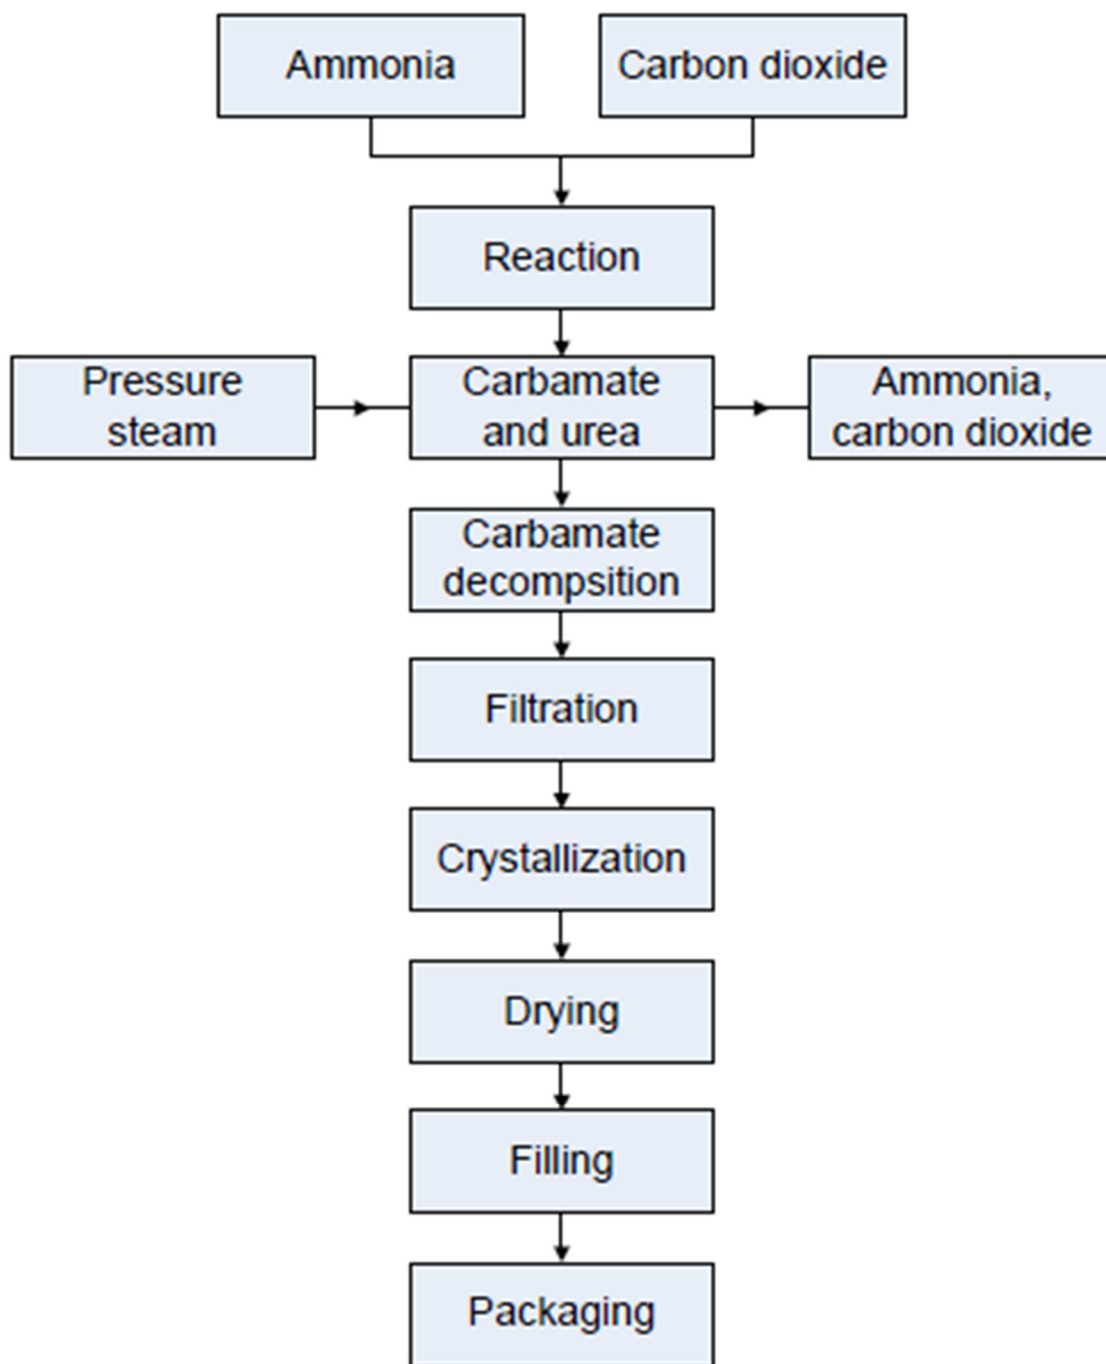 Ammonia
Carbon dioxide
Reaction
Pressure
steam
Carbamate
and urea
Ammonia,
carbon dioxide
Carbamate
decompsition
Filtration
Crystallization
Drying
Filling
Packaging